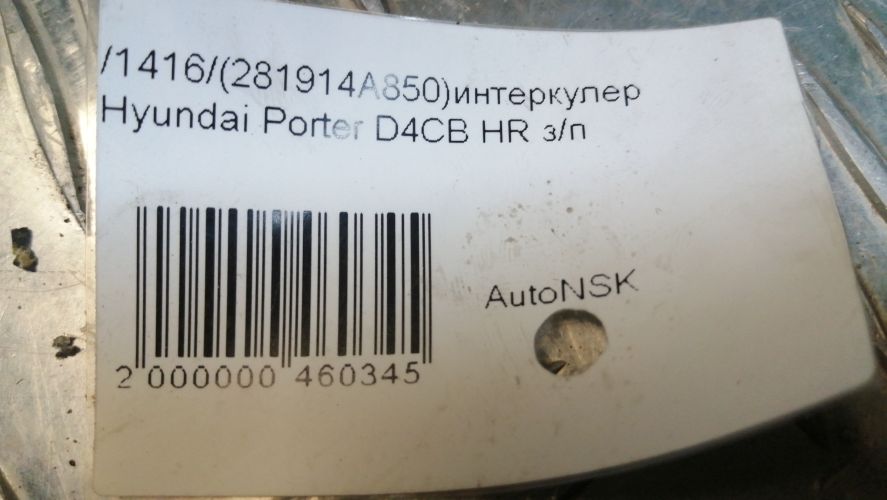 /1416/(281914A850)интеркулер
Hyundai Porter D4CB HR з/п
AutoNSK
2 000000 460345